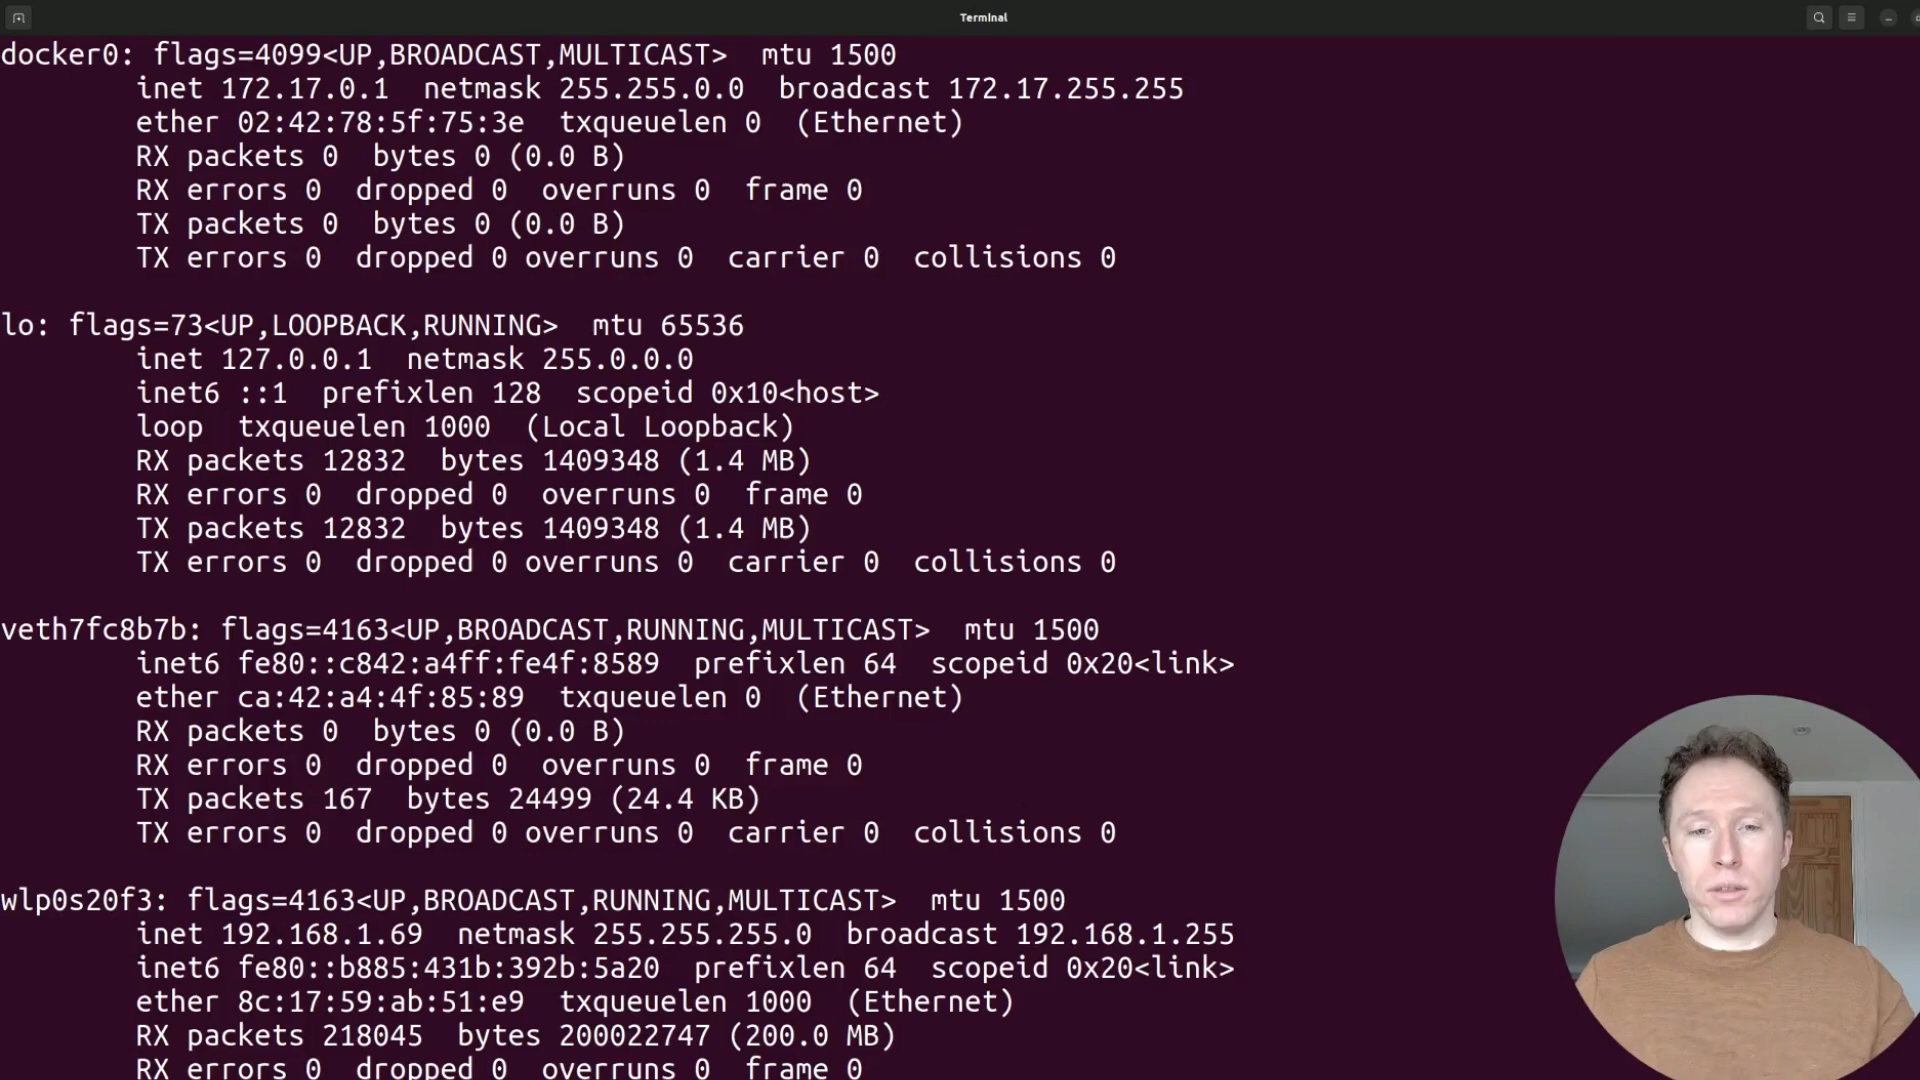 Terminal
docker0: flags=4099<UP,BROADCAST,MULTICAST>  mtu 1500
inet 172.17.0.1  netmask 255.255.0.0  broadcast 172.17.255.255
ether 02:42:78:5f:75:3e  txqueuelen 0  (Ethernet)
RX packets 0  bytes 0 (0.0 B)
RX errors 0  dropped 0  overruns 0  frame 0
TX packets 0  bytes 0 (0.0 B)
TX errors 0  dropped 0 overruns 0  carrier 0  collisions 0
lo: flags=73<UP,LOOPBACK,RUNNING>  mtu 65536
inet 127.0.0.1  netmask 255.0.0.0
inet6 ::1  prefixlen 128  scopeid 0x10<host>
loop  txqueuelen 1000  (Local Loopback)
RX packets 12832  bytes 1409348 (1.4 MB)
RX errors 0  dropped 0  overruns 0  frame 0
TX packets 12832  bytes 1409348 (1.4 MB)
TX errors 0  dropped 0 overruns 0  carrier 0  collisions 0
veth7fc8b7b: flags=4163<UP,BROADCAST,RUNNING,MULTICAST>  mtu 1500
inet6 fe80::c842:a4ff:fe4f:8589  prefixlen 64  scopeid 0x20<link>
ether ca:42:a4:4f:85:89  txqueuelen 0  (Ethernet)
RX packets 0  bytes 0 (0.0 B)
RX errors 0  dropped 0  overruns 0  frame 0
TX packets 167  bytes 24499 (24.4 KB)
TX errors 0  dropped 0 overruns 0  carrier 0  collisions 0
wlp0s20f3: flags=4163<UP,BROADCAST,RUNNING,MULTICAST>  mtu 1500
inet 192.168.1.69  netmask 255.255.255.0  broadcast 192.168.1.255
inet6 fe80::b885:431b:392b:5a20  prefixlen 64  scopeid 0x20<link>
ether 8c:17:59:ab:51:e9  txqueuelen 1000  (Ethernet)
RX packets 218045  bytes 200022747 (200.0 MB)
RX errors 0  dropped 0  overruns 0  frame 0